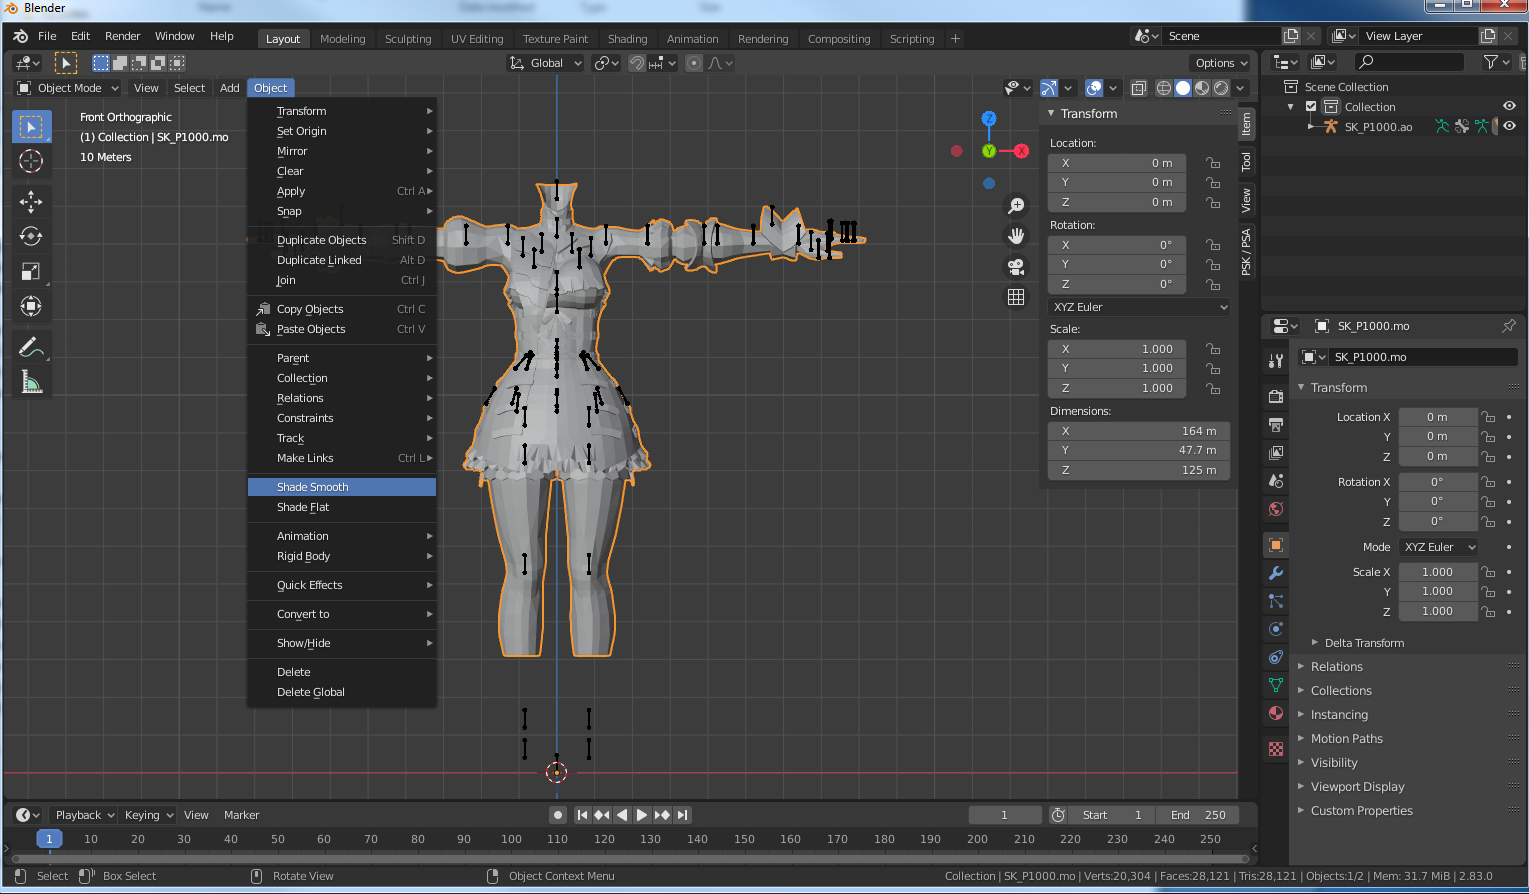 Blender
File Edit Render Window Help Layout Modeling Sculpting UV Editing Texture Paint Shading Animation Rendering Compositing Scripting + Scene View Layer
Global Options
Object Mode View Select Add Object
Front Orthographic
(1) Collection | SK_P1000.mo
10 Meters
Transform
Set Origin
Mirror
Clear
Apply Ctrl A
Snap
Duplicate Objects Shift D
Duplicate Linked Alt D
Join Ctrl J
Copy Objects Ctrl C
Paste Objects Ctrl V
Parent
Collection
Relations
Constraints
Track
Make Links Ctrl L
Shade Smooth
Shade Flat
Animation
Rigid Body
Quick Effects
Convert to
Show/Hide
Delete
Delete Global
Z
Y
X
Transform
Location:
X 0 m
Y 0 m
Z 0 m
Rotation:
X 0°
Y 0°
Z 0°
XYZ Euler
Scale:
X 1.000
Y 1.000
Z 1.000
Dimensions:
X 164 m
Y 47.7 m
Z 125 m
Item
Tool
View
PSK / PSA
Scene Collection
Collection
SK_P1000.ao
SK_P1000.mo
SK_P1000.mo
Transform
Location X 0 m
Y 0 m
Z 0 m
Rotation X 0°
Y 0°
Z 0°
Mode XYZ Euler
Scale X 1.000
Y 1.000
Z 1.000
Delta Transform
Relations
Collections
Instancing
Motion Paths
Visibility
Viewport Display
Custom Properties
Playback Keying View Marker 1 Start 1 End 250
1 10 20 30 40 50 60 70 80 90 100 110 120 130 140 150 160 170 180 190 200 210 220 230 240 250
Select Box Select Rotate View Object Context Menu Collection | SK_P1000.mo | Verts:20,304 | Faces:28,121 | Tris:28,121 | Objects:1/2 | Mem: 31.7 MiB | 2.83.0